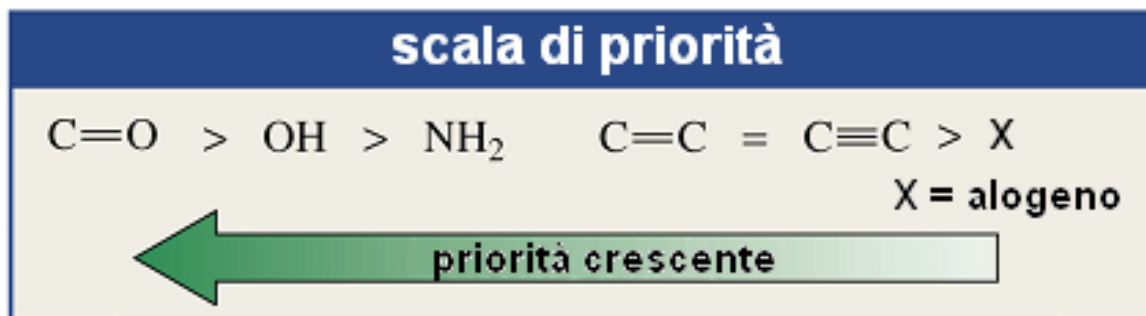 scala di priorità
C=O > OH > NH₂ C=C = C≡C > X
X = alogeno
priorità crescente